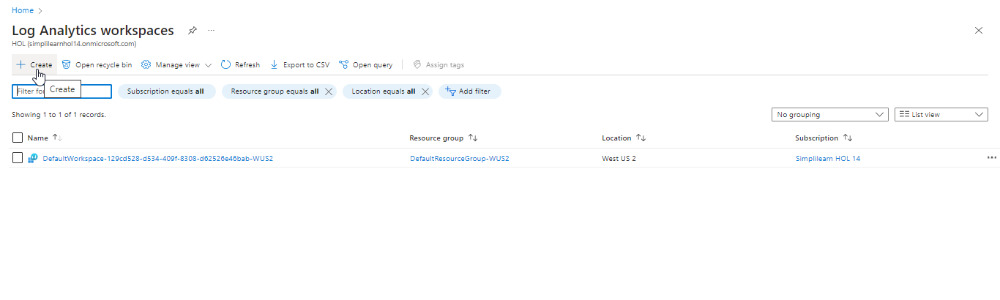 Home >
Log Analytics workspaces ...
HOL (simplilearnhol14.onmicrosoft.com)
+ Create Open recycle bin Manage view Refresh Export to CSV Open query Assign tags
Filter for Create Subscription equals all Resource group equals all Location equals all Add filter
Showing 1 to 1 of 1 records. No grouping List view
Name Resource group Location Subscription
DefaultWorkspace-129cd528-d534-409f-8308-d62526e46bab-WUS2 DefaultResourceGroup-WUS2 West US 2 Simplilearn HOL 14 ...